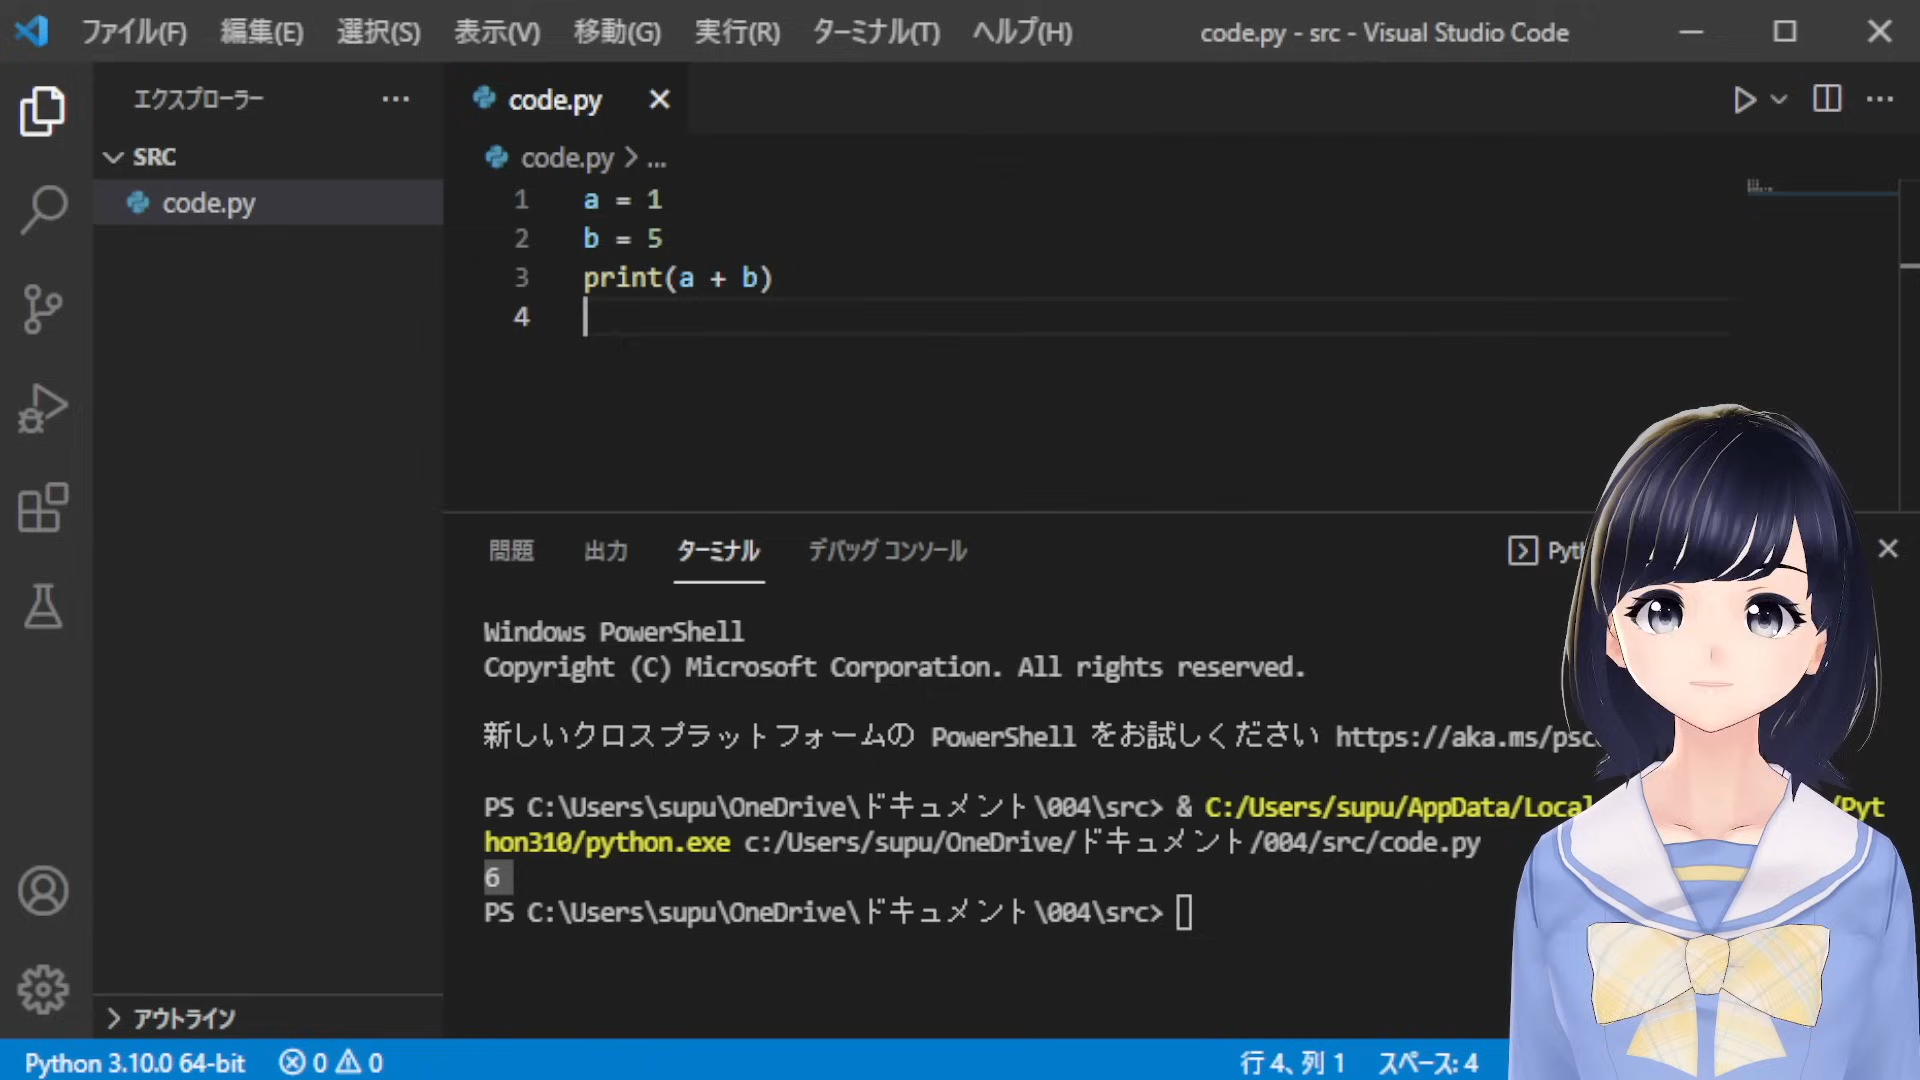 ファイル(F) 編集(E) 選択(S) 表示(V) 移動(G) 実行(R) ターミナル(T) ヘルプ(H) code.py - src - Visual Studio Code
エクスプローラー
SRC
code.py
アウトライン
code.py
code.py > ...
1 a = 1
2 b = 5
3 print(a + b)
4
問題 出力 ターミナル デバッグ コンソール
Windows PowerShell
Copyright (C) Microsoft Corporation. All rights reserved.
新しいクロスプラットフォームの PowerShell をお試しください https://aka.ms/psc
PS C:\Users\supu\OneDrive\ドキュメント\004\src> & C:/Users/supu/AppData/Local /Pyt
hon310/python.exe c:/Users/supu/OneDrive/ドキュメント/004/src/code.py
6
PS C:\Users\supu\OneDrive\ドキュメント\004\src>
Python 3.10.0 64-bit 0 0 行 4、列 1 スペース: 4